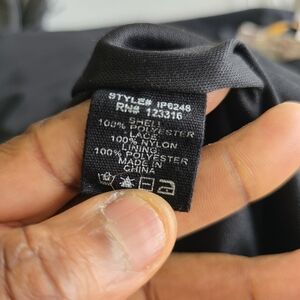 STYLE# IP6248
RN# 123316
SHELL
100% POLYESTER
LACE
100% NYLON
LINING
100% POLYESTER
MADE IN
CHINA